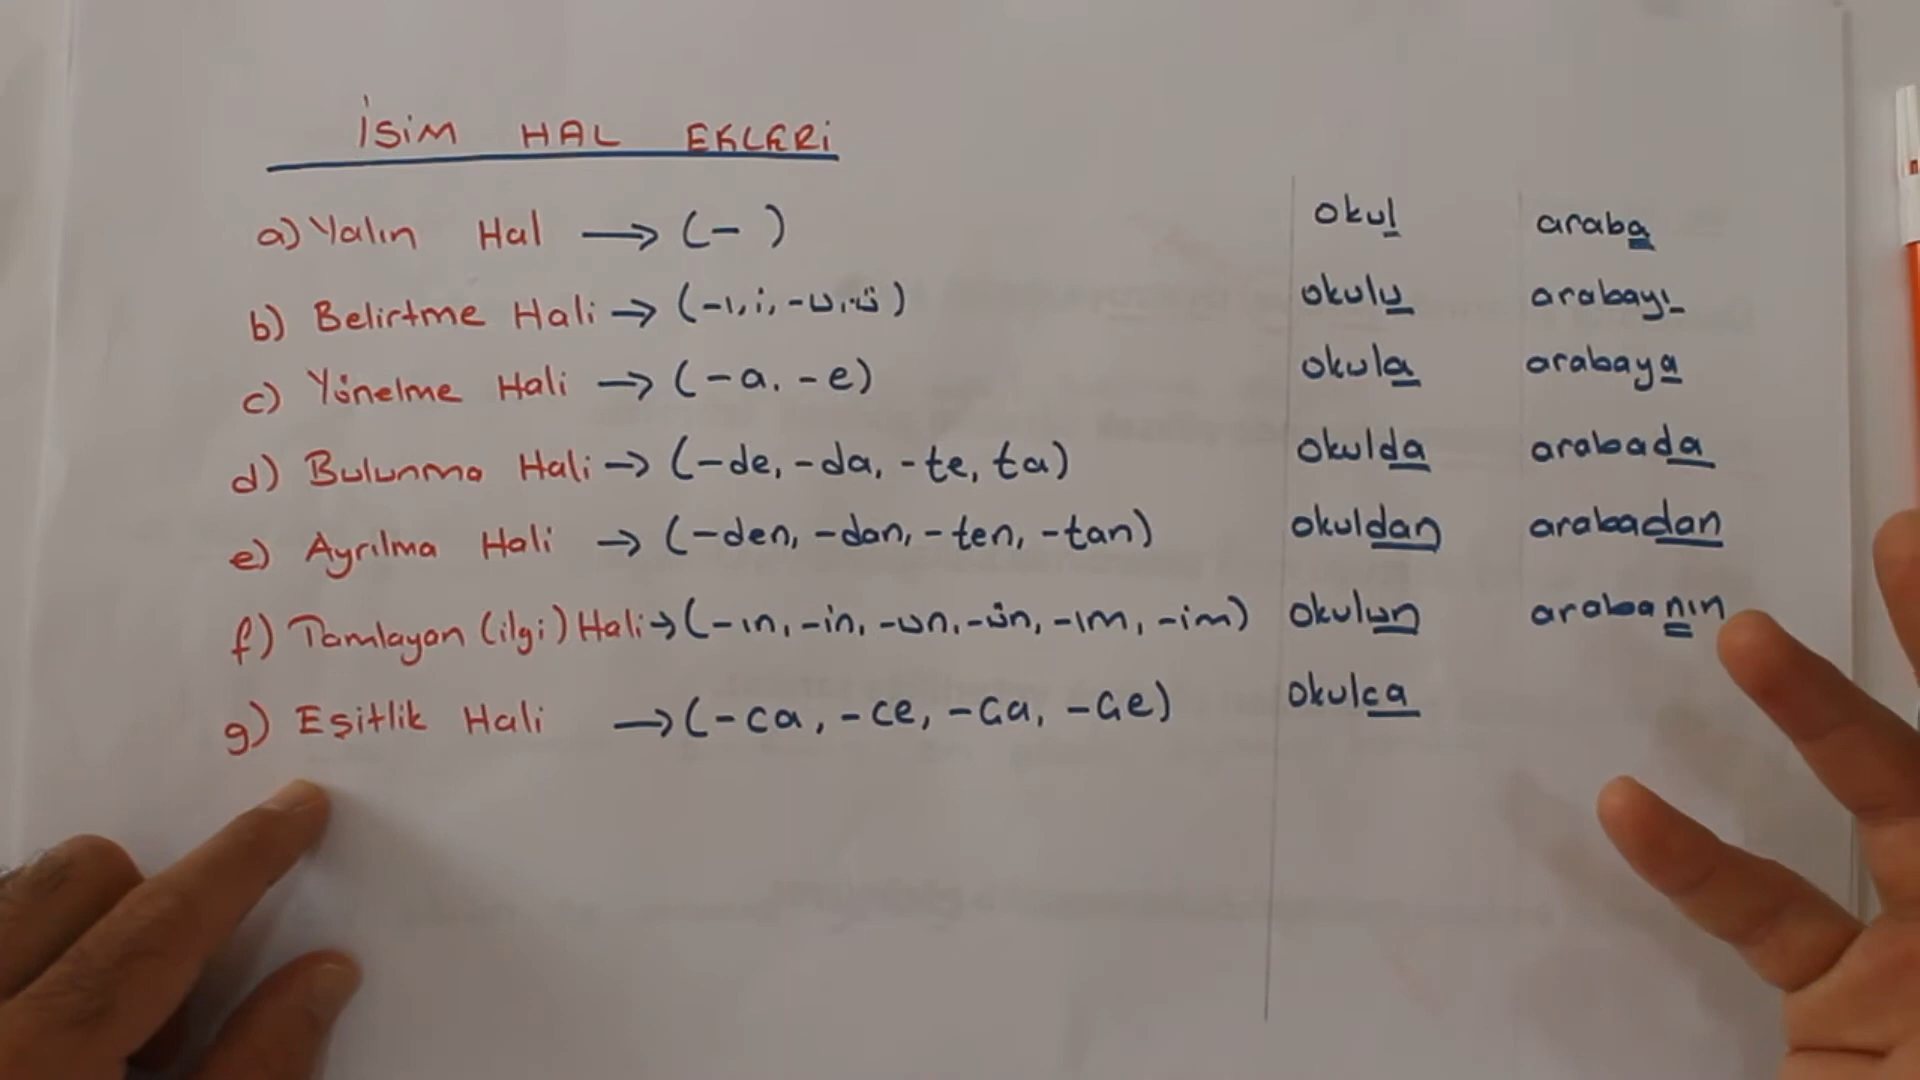 İSİM HAL EKLERİ
a) Yalın Hal → (- ) okul araba
b) Belirtme Hali → (-ı, i, -u, ü) okulu arabayı
c) Yönelme Hali → (-a, -e) okula arabaya
d) Bulunma Hali → (-de, -da, -te, ta) okulda arabada
e) Ayrılma Hali → (-den, -dan, -ten, -tan) okuldan arabadan
f) Tamlayan (ilgi) Hali → (-ın, -in, -un, -ün, -ım, -im) okulun arabanın
g) Eşitlik Hali → (-ca, -ce, -ça, -çe) okulca